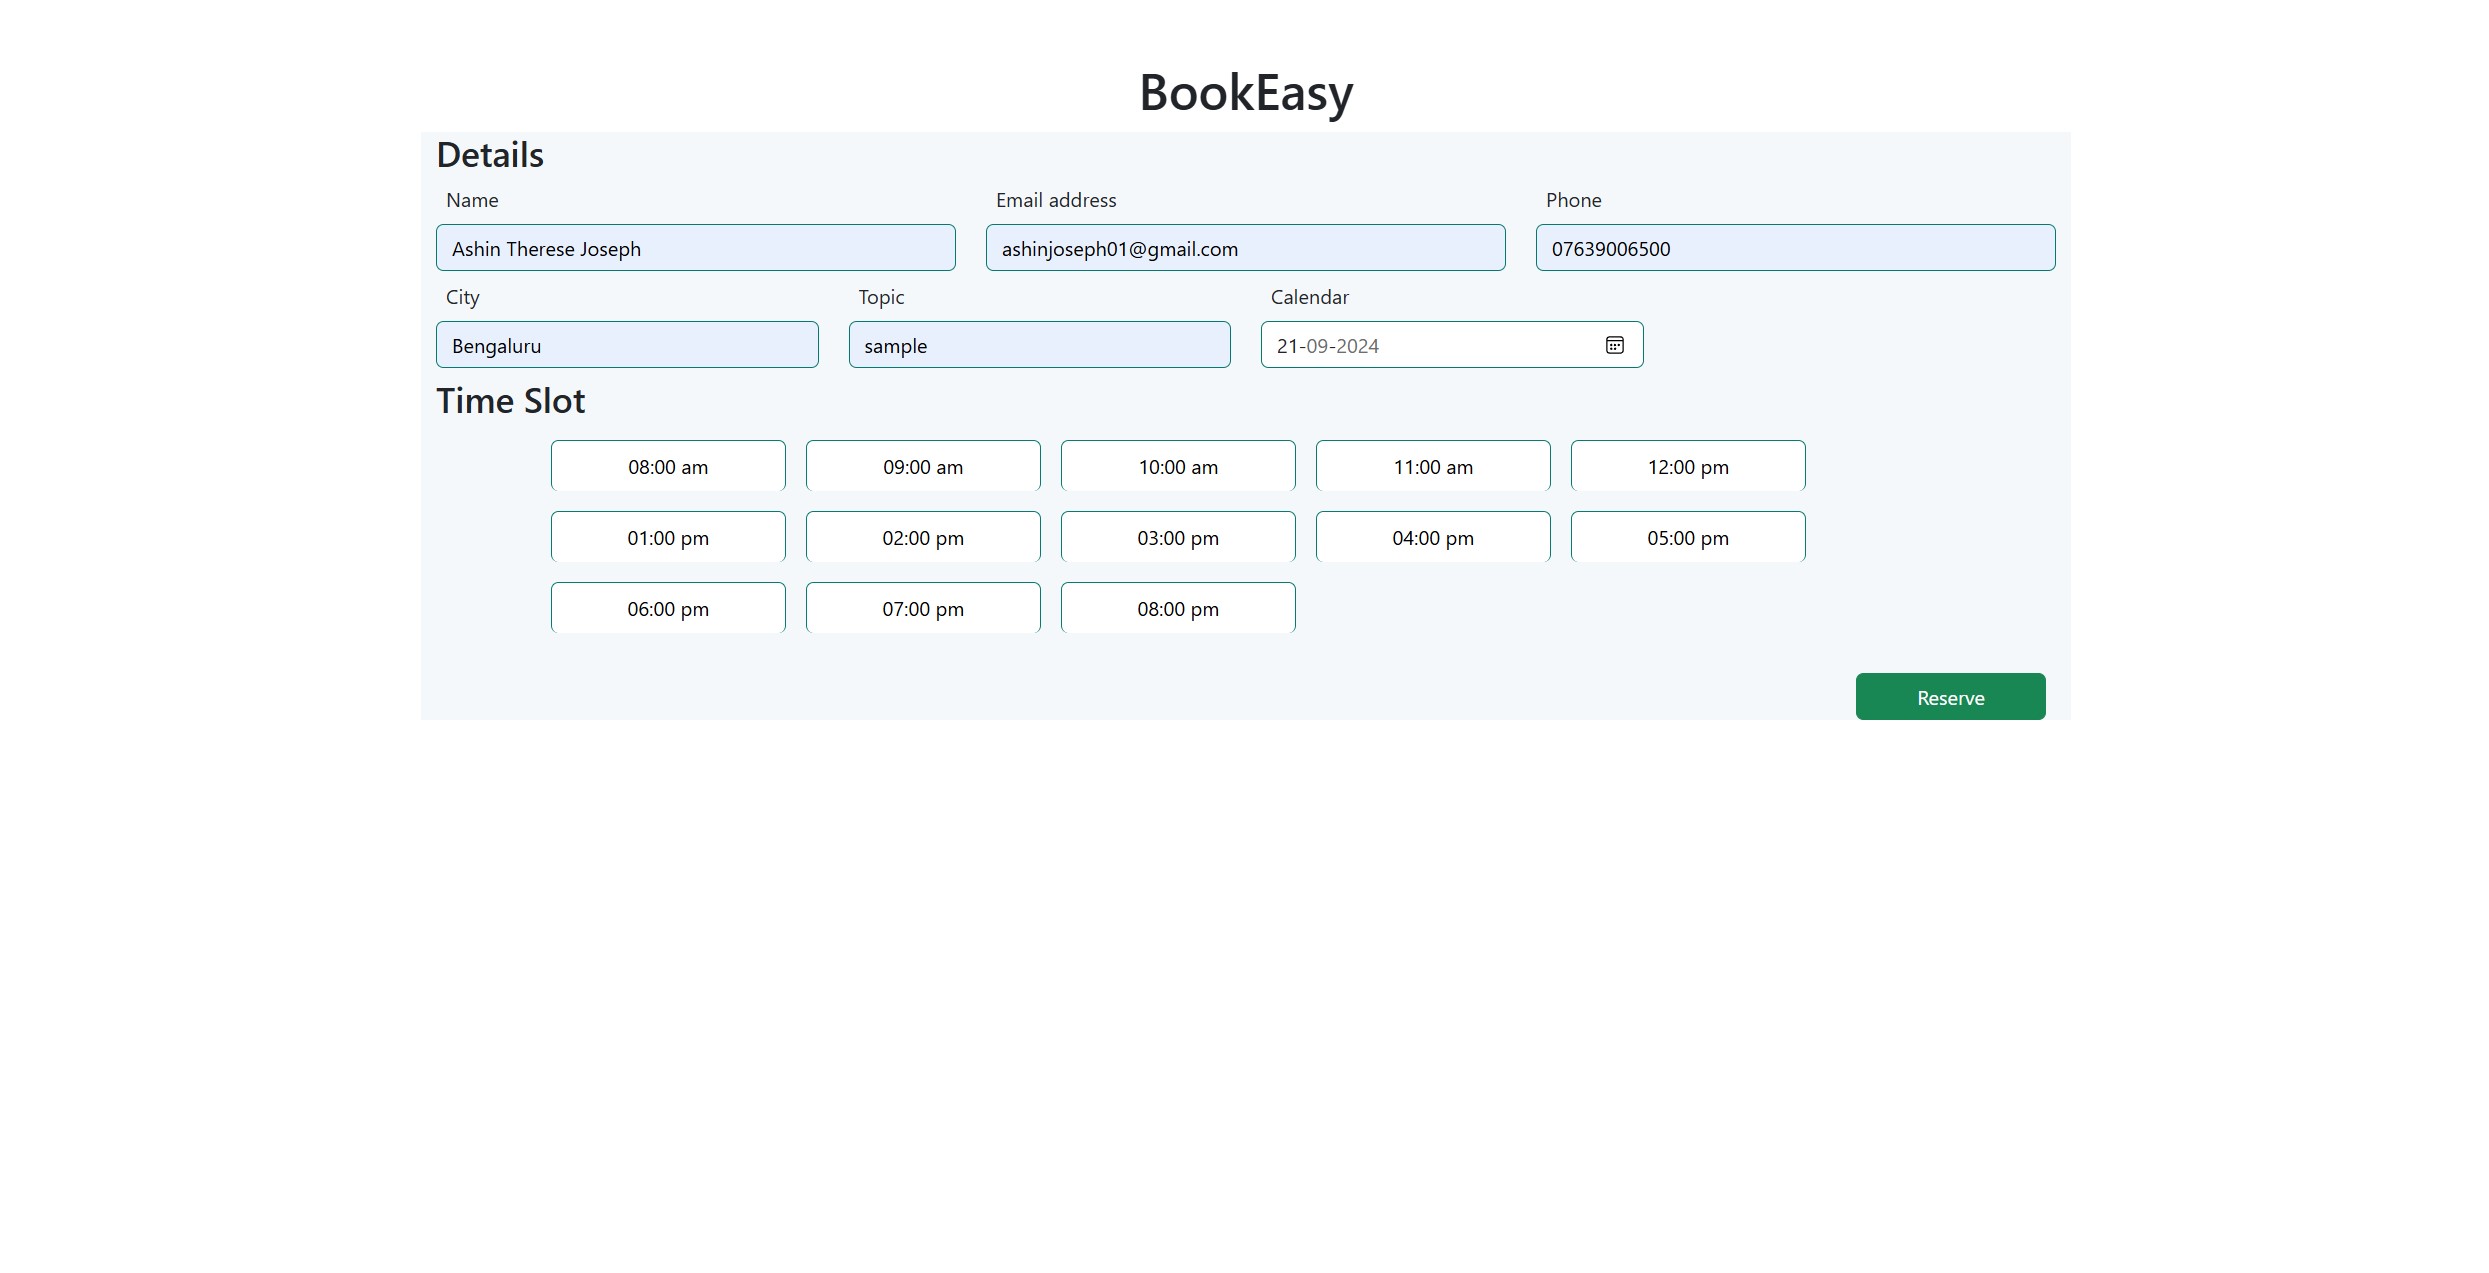 BookEasy
Details
Name Email address Phone
Ashin Therese Joseph ashinjoseph01@gmail.com 07639006500
City Topic Calendar
Bengaluru sample 21-09-2024
Time Slot
08:00 am 09:00 am 10:00 am 11:00 am 12:00 pm
01:00 pm 02:00 pm 03:00 pm 04:00 pm 05:00 pm
06:00 pm 07:00 pm 08:00 pm
Reserve